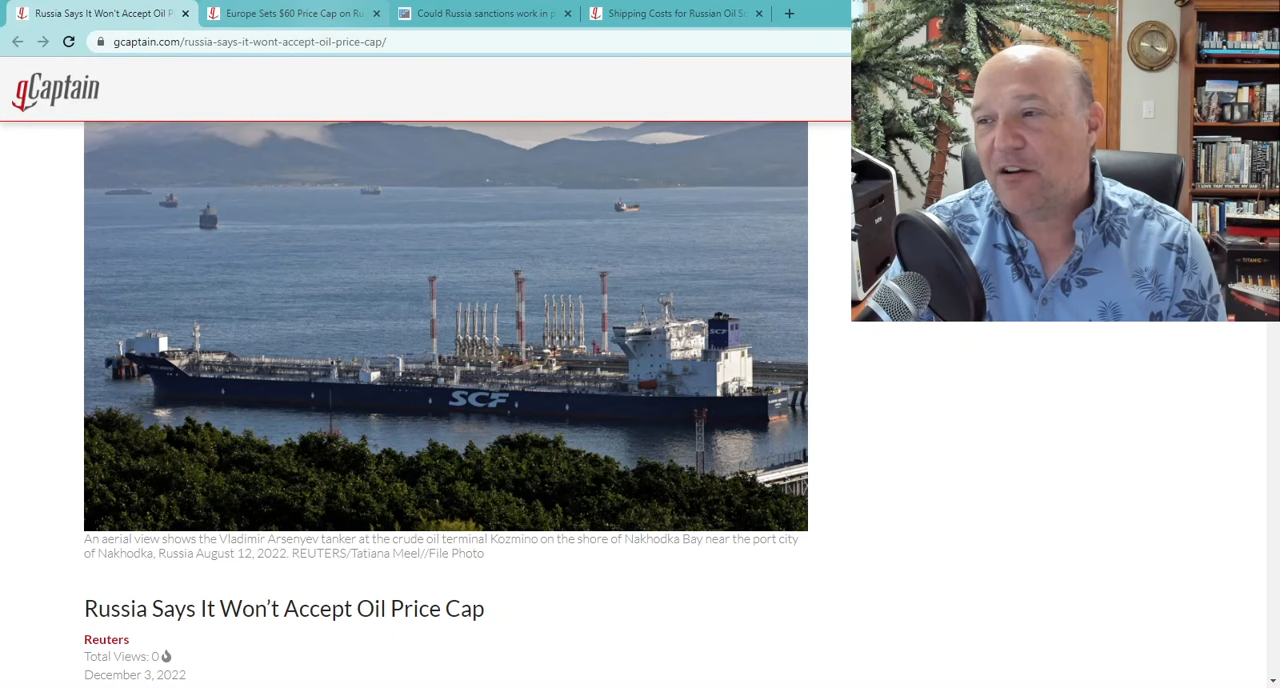 Russia Says It Won't Accept Oil P
Europe Sets $60 Price Cap on Ru
Could Russia sanctions work in p
Shipping Costs for Russian Oil S
gcaptain.com/russia-says-it-wont-accept-oil-price-cap/
gCaptain
SCF
SCF
TITANIC
An aerial view shows the Vladimir Arsenyev tanker at the crude oil terminal Kozmino on the shore of Nakhodka Bay near the port city
of Nakhodka, Russia August 12, 2022. REUTERS/Tatiana Meel//File Photo
Russia Says It Won't Accept Oil Price Cap
Reuters
Total Views: 0
December 3, 2022